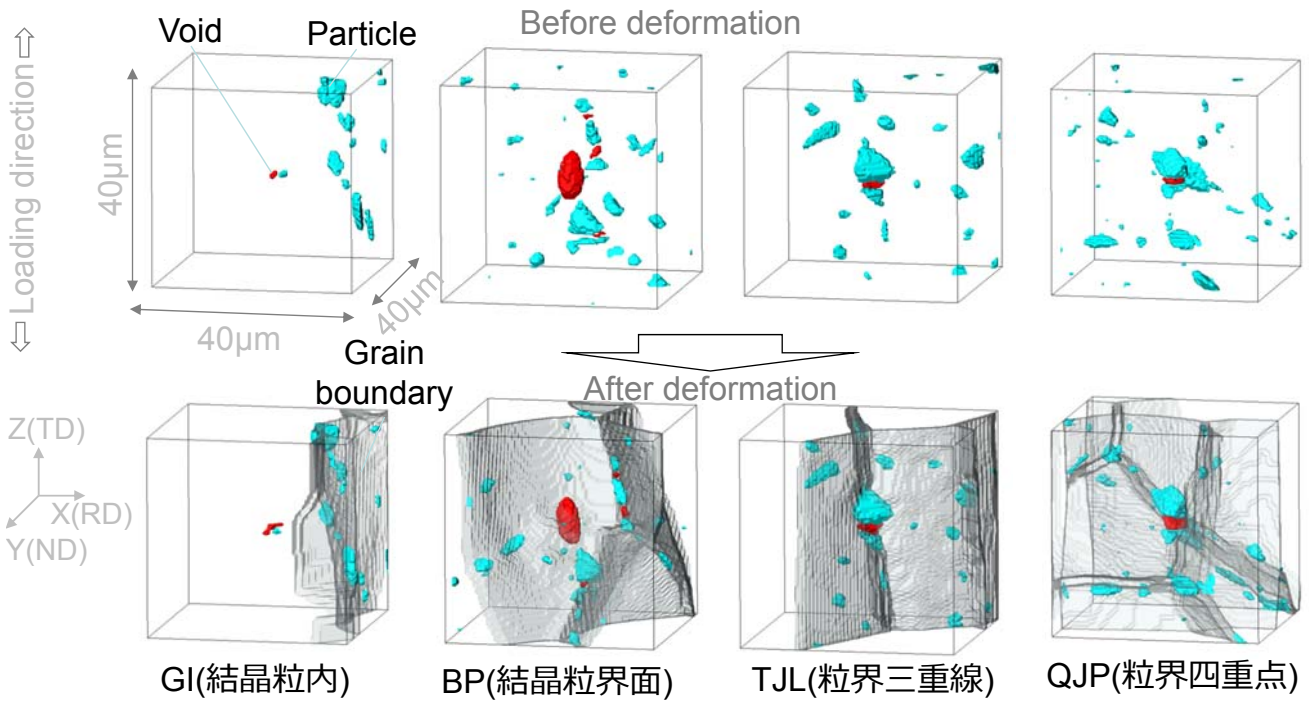 Before deformation
Void
Particle
⇦ Loading direction ⇨
40μm
40μm
40μm
Grain
boundary
After deformation
Z(TD)
X(RD)
Y(ND)
GI(結晶粒内)
BP(結晶粒界面)
TJL(粒界三重線)
QJP(粒界四重点)